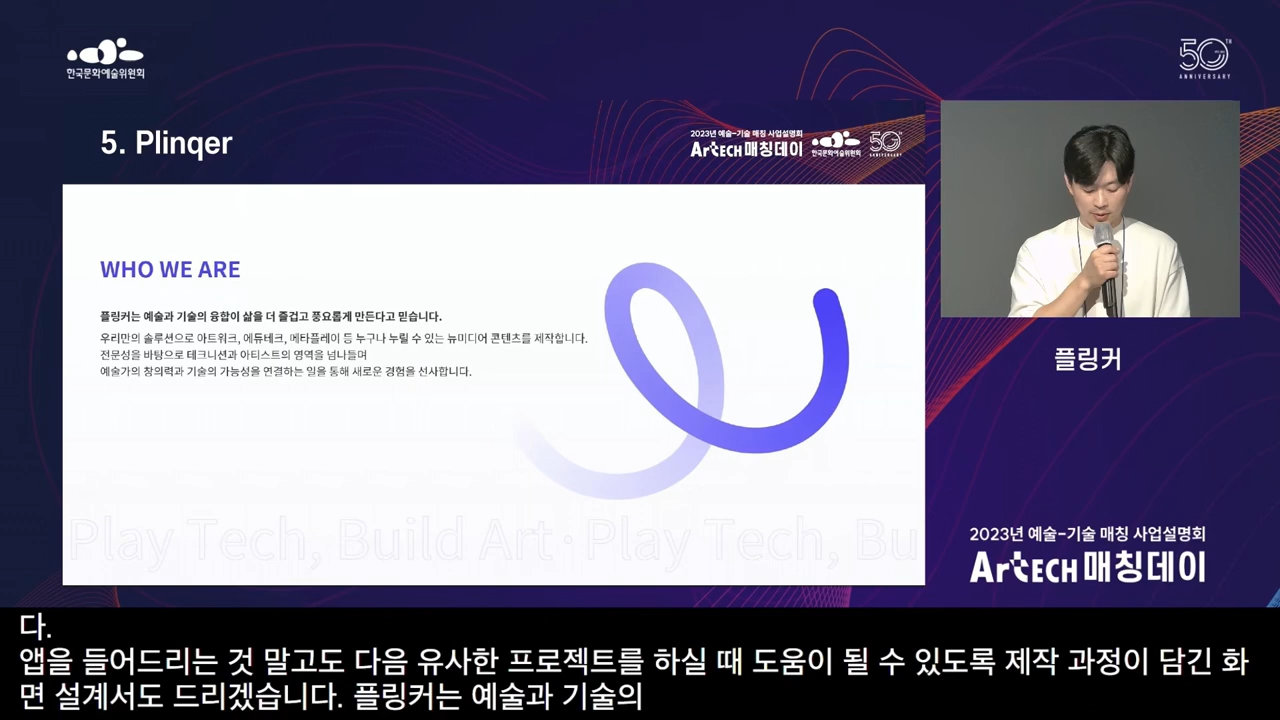 한국문화예술위원회
50TH
ANNIVERSARY
5. Plinqer
2023년 예술-기술 매칭 사업설명회
ArtECH 매칭데이
한국문화예술위원회
50TH
ANNIVERSARY
WHO WE ARE
플링커는 예술과 기술의 융합이 삶을 더 즐겁고 풍요롭게 만든다고 믿습니다.
우리만의 솔루션으로 아트워크, 에듀테크, 메타플레이 등 누구나 누릴 수 있는 뉴미디어 콘텐츠를 제작합니다.
전문성을 바탕으로 테크니션과 아티스트의 영역을 넘나들며
예술가의 창의력과 기술의 가능성을 연결하는 일을 통해 새로운 경험을 선사합니다.
Play Tech, Build Art · Play Tech, Bu
플링커
2023년 예술-기술 매칭 사업설명회
ArtECH 매칭데이
다.
앱을 들어드리는 것 말고도 다음 유사한 프로젝트를 하실 때 도움이 될 수 있도록 제작 과정이 담긴 화
면 설계서도 드리겠습니다. 플링커는 예술과 기술의